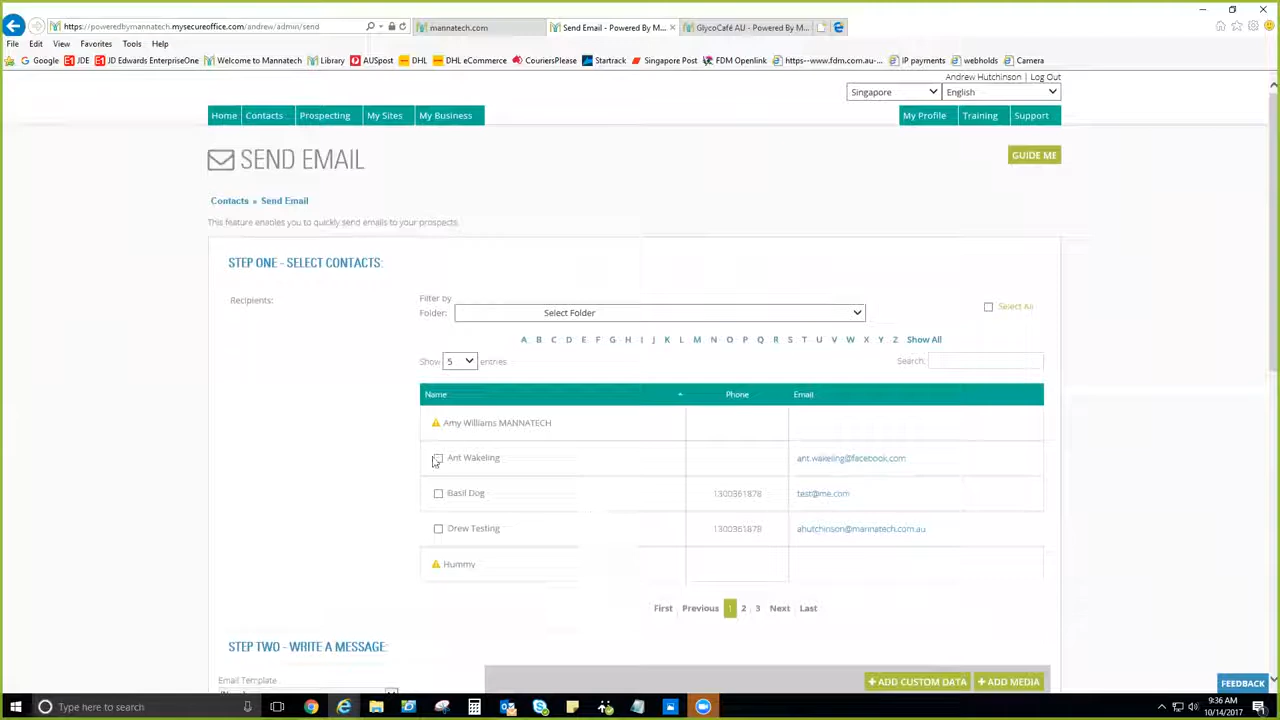 https://poweredbymannatech.mysecureoffice.com/andrew/admin/send
mannatech.com
Send Email - Powered By M...
GlycoCafé AU - Powered By M...
File Edit View Favorites Tools Help
Google JDE JD Edwards EnterpriseOne Welcome to Mannatech Library AUSpost DHL DHL eCommerce CouriersPlease Startrack Singapore Post FDM Openlink https--www.fdm.com.au-... IP payments webholds Camera
Andrew Hutchinson | Log Out
Singapore English
Home Contacts Prospecting My Sites My Business My Profile Training Support
SEND EMAIL
GUIDE ME
Contacts » Send Email
This feature enables you to quickly send emails to your prospects.
STEP ONE - SELECT CONTACTS:
Recipients:
Filter by
Folder: Select Folder
Select All
A B C D E F G H I J K L M N O P Q R S T U V W X Y Z Show All
Show 5 entries
Search:
Name Phone Email
Amy Williams MANNATECH
Ant Wakeling ant.wakeling@facebook.com
Basil Dog 1300361878 test@me.com
Drew Testing 1300361878 ahutchinson@mannatech.com.au
Hummy
First Previous 1 2 3 Next Last
STEP TWO - WRITE A MESSAGE:
Email Template
+ ADD CUSTOM DATA + ADD MEDIA
FEEDBACK
Type here to search
9:36 AM
10/14/2017